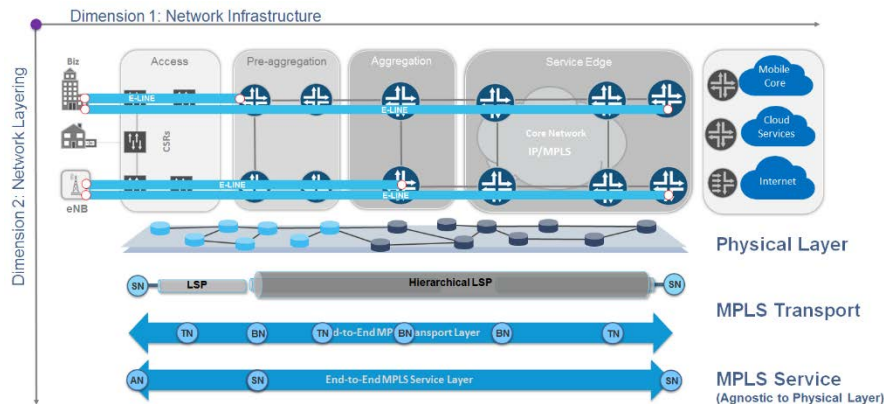 Dimension 1: Network Infrastructure
Dimension 2: Network Layering
Biz
Access
Pre-aggregation
Aggregation
Service Edge
Mobile
Core
E-LINE
E-LINE
CSRs
Core Network
IP/MPLS
Cloud
Services
E-LINE
E-LINE
Internet
eNB
Physical Layer
SN
LSP
Hierarchical LSP
SN
MPLS Transport
TN
BN
TN
BN
BN
TN
Transport Layer
AN
SN
End-to-End MPLS Service Layer
SN
MPLS Service
(Agnostic to Physical Layer)